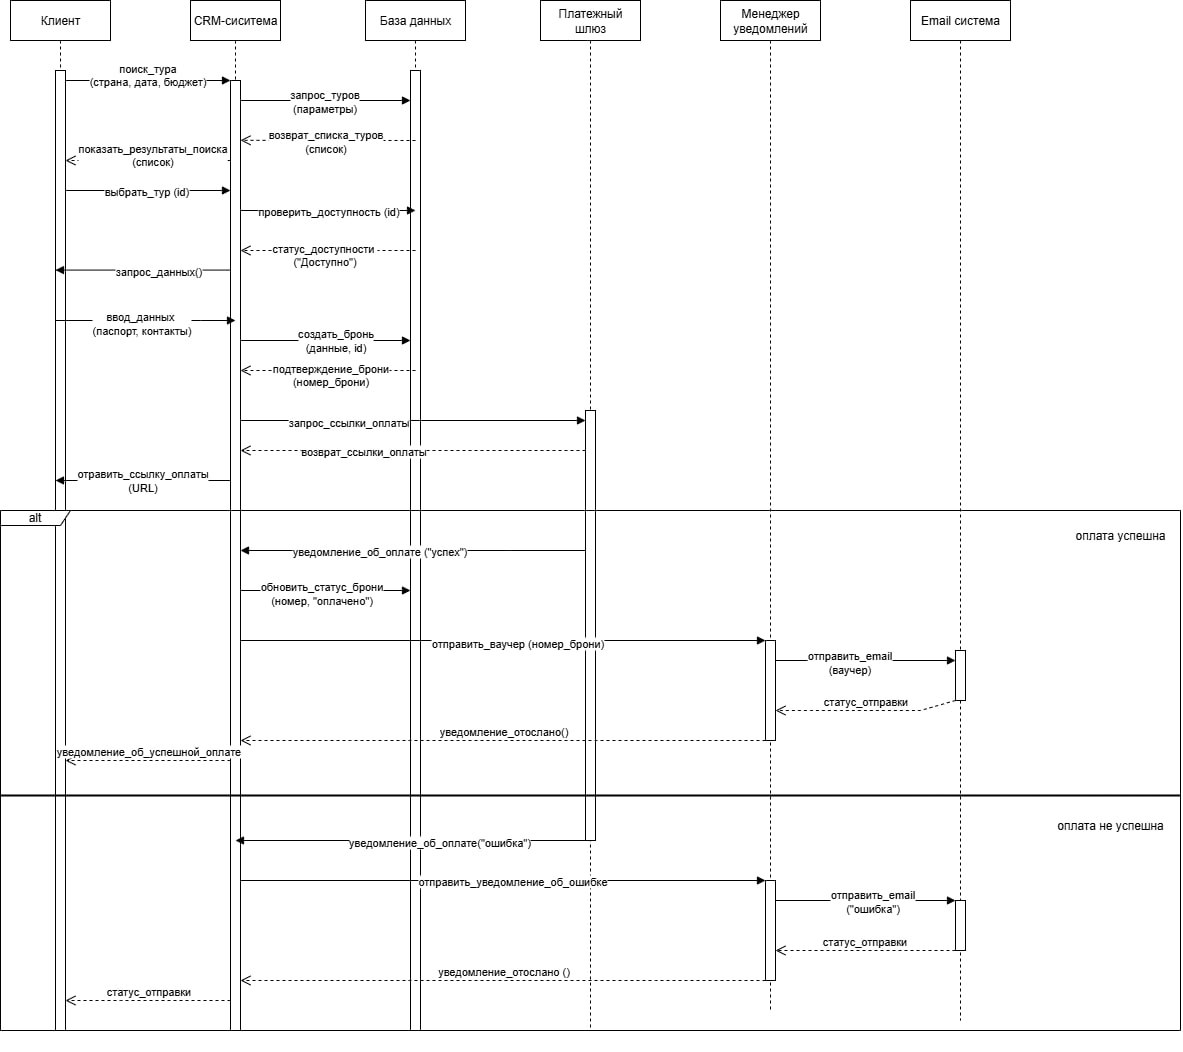 Клиент
CRM-сиситема
База данных
Платежный
шлюз
Менеджер
уведомлений
Email система
поиск_тура
(страна, дата, бюджет)
запрос_туров
(параметры)
возврат_списка_туров
(список)
показать_результаты_поиска
(список)
выбрать_тур (id)
проверить_доступность (id)
статус_доступности
("Доступно")
запрос_данных()
ввод_данных
(паспорт, контакты)
создать_бронь
(данные, id)
подтверждение_брони
(номер_брони)
запрос_ссылки_оплаты
возврат_ссылки_оплаты
отравить_ссылку_оплаты
(URL)
alt
оплата успешна
уведомление_об_оплате ("успех")
обновить_статус_брони
(номер, "оплачено")
отправить_ваучер (номер_брони)
отправить_email
(ваучер)
статус_отправки
уведомление_отослано()
уведомление_об_успешной_оплате
оплата не успешна
уведомление_об_оплате("ошибка")
отправить_уведомление_об_ошибке
отправить_email
("ошибка")
статус_отправки
уведомление_отослано ()
статус_отправки